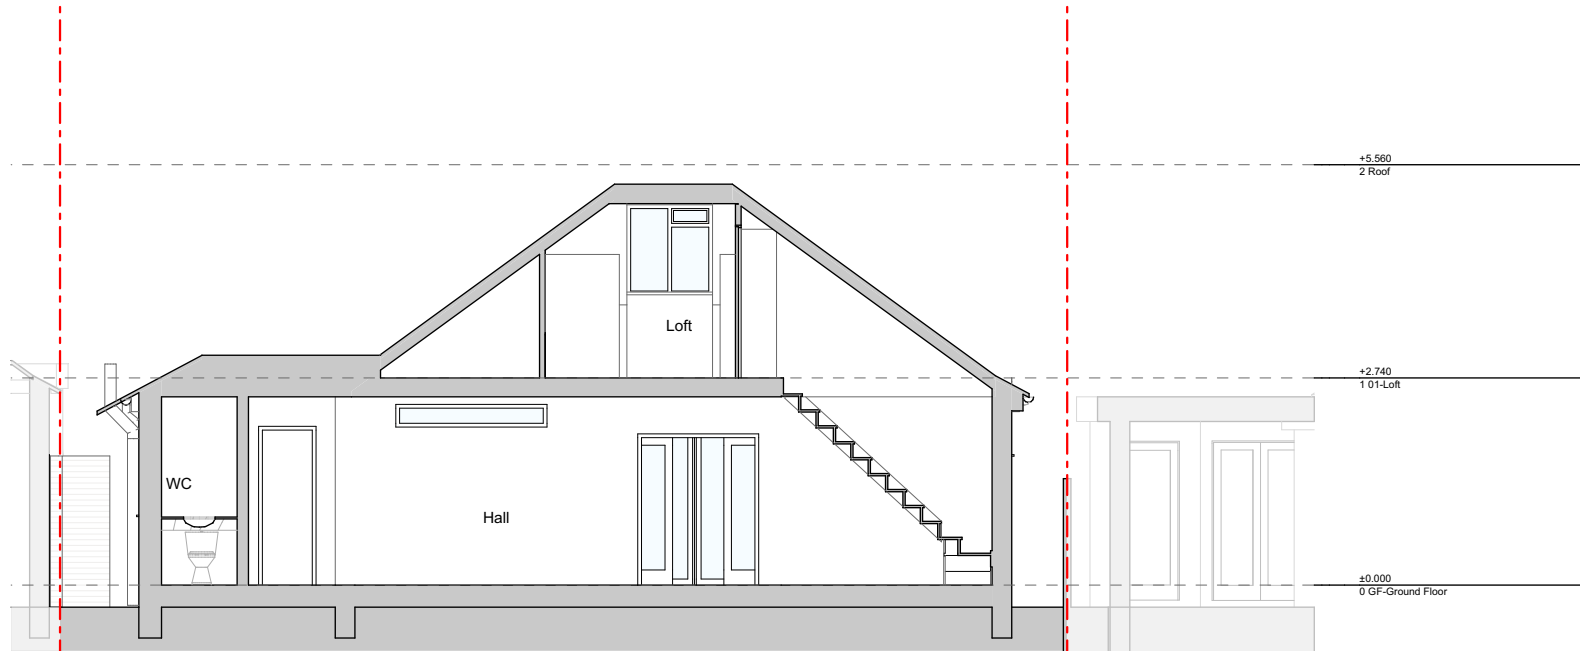 +5.560
2 Roof
Loft
+2.740
1 01-Loft
WC
Hall
±0.000
0 GF-Ground Floor